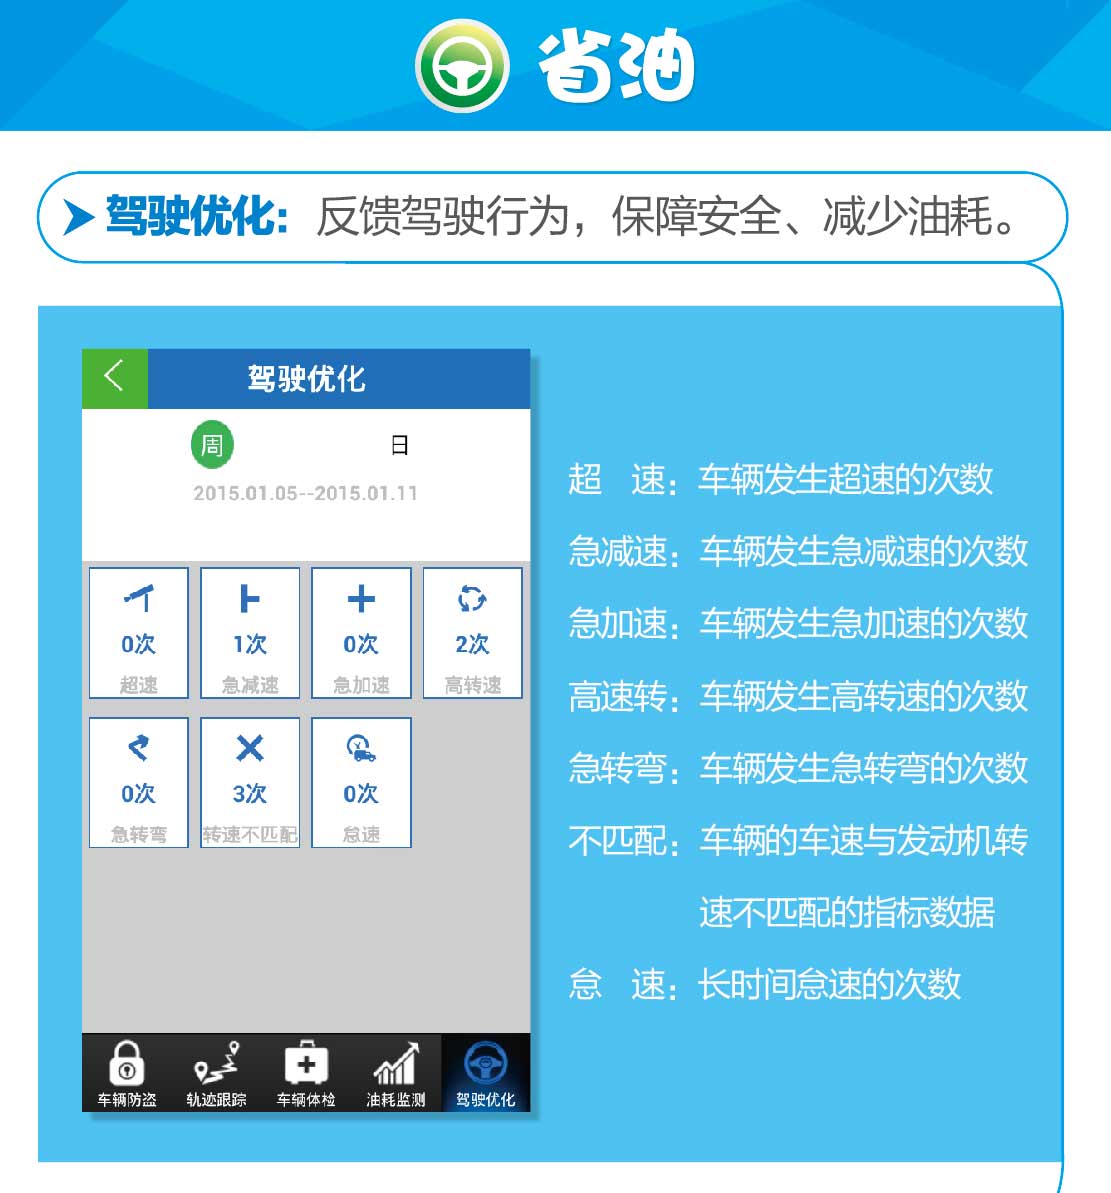 省油
驾驶优化：反馈驾驶行为，保障安全、减少油耗。
驾驶优化
周 日
2015.01.05--2015.01.11
0次 1次 0次 2次
超速 急减速 急加速 高转速
0次 3次 0次
急转弯 转速不匹配 怠速
车辆防盗 轨迹跟踪 车辆体检 油耗监测 驾驶优化
超 速：车辆发生超速的次数
急减速：车辆发生急减速的次数
急加速：车辆发生急加速的次数
高速转：车辆发生高转速的次数
急转弯：车辆发生急转弯的次数
不匹配：车辆的车速与发动机转
速不匹配的指标数据
怠 速：长时间怠速的次数